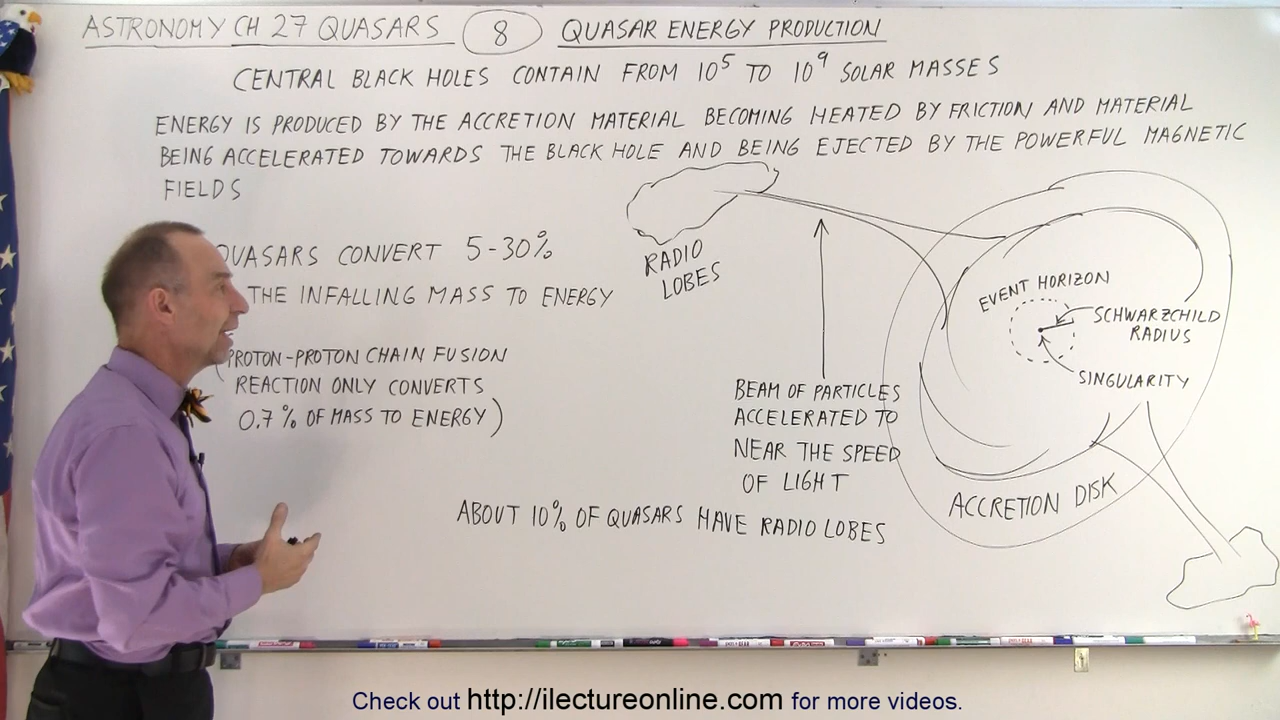 ASTRONOMY CH 27 QUASARS 8 QUASAR ENERGY PRODUCTION
CENTRAL BLACK HOLES CONTAIN FROM 10⁵ TO 10⁹ SOLAR MASSES
ENERGY IS PRODUCED BY THE ACCRETION MATERIAL BECOMING HEATED BY FRICTION AND MATERIAL
BEING ACCELERATED TOWARDS THE BLACK HOLE AND BEING EJECTED BY THE POWERFUL MAGNETIC
FIELDS
QUASARS CONVERT 5-30%
THE INFALLING MASS TO ENERGY
(PROTON-PROTON CHAIN FUSION
REACTION ONLY CONVERTS
0.7% OF MASS TO ENERGY)
RADIO
LOBES
BEAM OF PARTICLES
ACCELERATED TO
NEAR THE SPEED
OF LIGHT
EVENT HORIZON
SCHWARZCHILD
RADIUS
SINGULARITY
ACCRETION DISK
ABOUT 10% OF QUASARS HAVE RADIO LOBES
Check out http://ilectureonline.com for more videos.